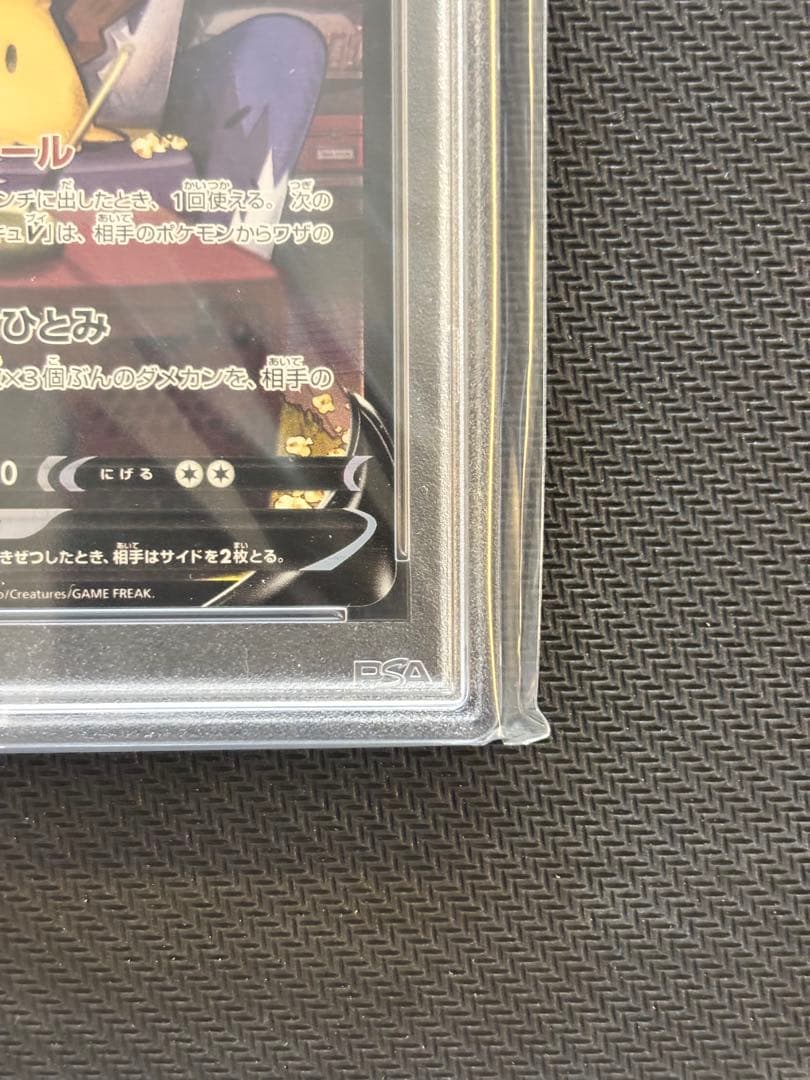 ール
ンチに出したとき、1回使える。次の
キュV」は、相手のポケモンからワザの
ひとみ
×3個ぶんのダメカンを、相手の
0 にげる
きぜつしたとき、相手はサイドを2枚とる。
o/Creatures/GAME FREAK.
PSA